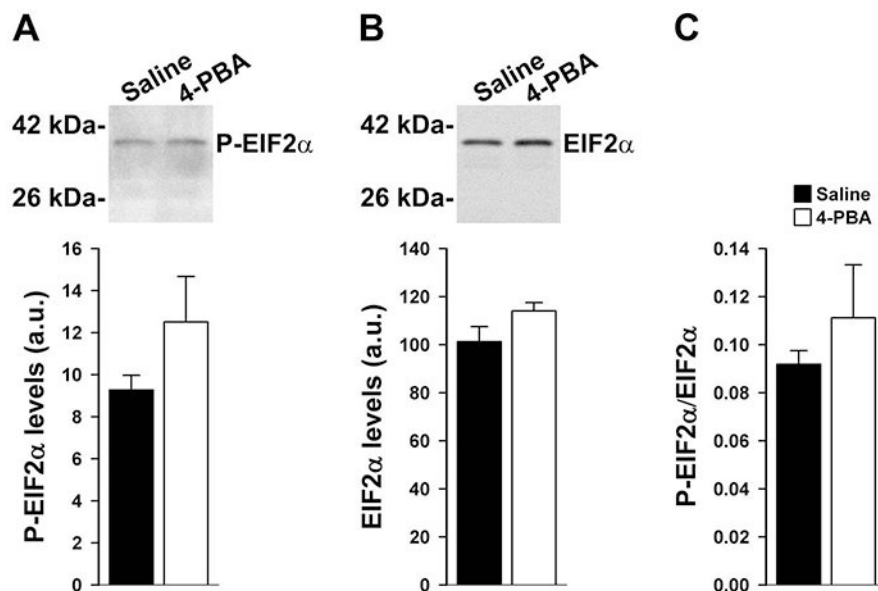 A
Saline
4-PBA
42 kDa-
P-EIF2α
26 kDa-
P-EIF2α levels (a.u.)
16
14
12
10
8
6
4
2
0
B
Saline
4-PBA
42 kDa-
EIF2α
26 kDa-
EIF2α levels (a.u.)
140
120
100
80
60
40
20
0
C
Saline
4-PBA
P-EIF2α/EIF2α
0.14
0.12
0.10
0.08
0.06
0.04
0.02
0.00